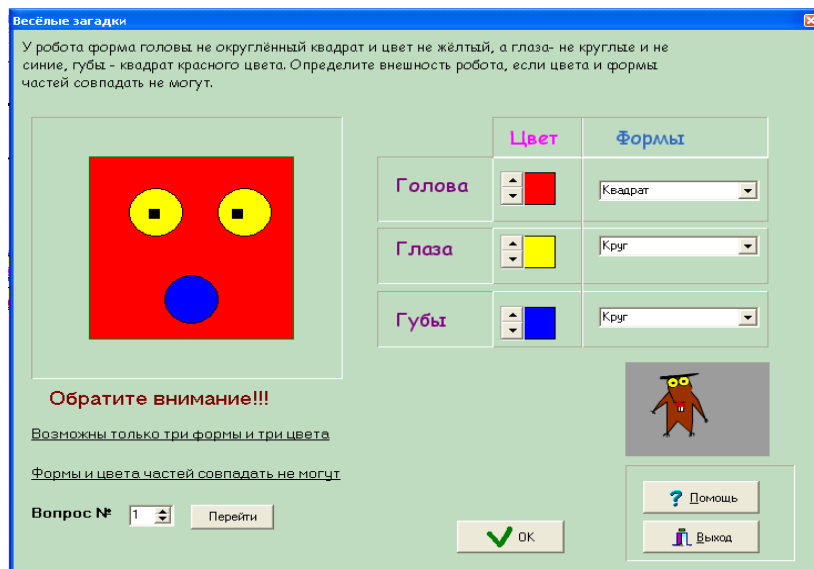 Весёлые загадки
У робота форма головы не округлённый квадрат и цвет не жёлтый, а глаза- не круглые и не
синие, губы - квадрат красного цвета. Определите внешность робота, если цвета и формы
частей совпадать не могут.
Цвет Формы
Голова Квадрат
Глаза Круг
Губы Круг
Обратите внимание!!!
Возможны только три формы и три цвета
Формы и цвета частей совпадать не могут
Вопрос № 1 Перейти
? Помощь
OK
Выход